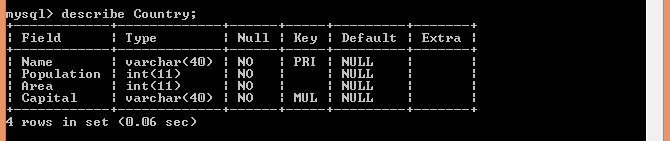 mysql> describe Country;
+------------+-------------+------+-----+---------+-------+
| Field      | Type        | Null | Key | Default | Extra |
+------------+-------------+------+-----+---------+-------+
| Name       | varchar(40) | NO   | PRI | NULL    |       |
| Population | int(11)     | NO   |     | NULL    |       |
| Area       | int(11)     | NO   |     | NULL    |       |
| Capital    | varchar(40) | NO   | MUL | NULL    |       |
+------------+-------------+------+-----+---------+-------+
4 rows in set (0.06 sec)